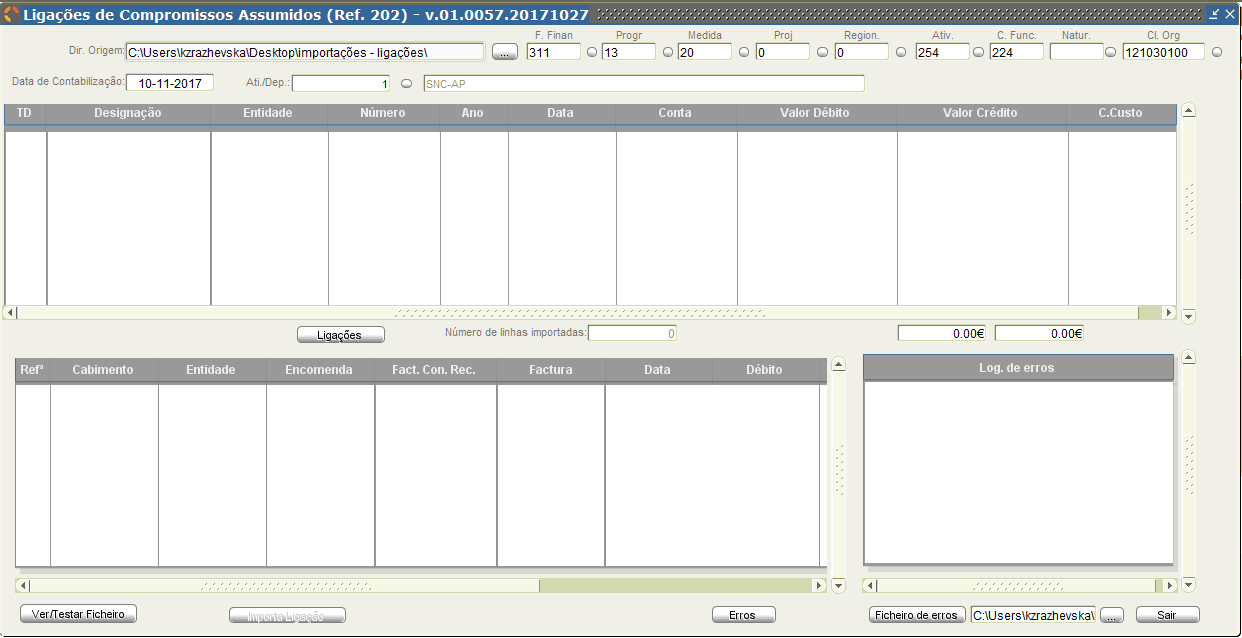 Ligações de Compromissos Assumidos (Ref. 202) - v.01.0057.20171027
F. Finan Progr Medida Proj Region. Ativ. C. Func. Natur. Cl. Org
Dir. Origem: C:\Users\kzrazhevska\Desktop\importações - ligações\ ... 311 13 20 0 0 254 224 121030100
Data de Contabilização: 10-11-2017 Ati./Dep.: 1 SNC-AP
TD Designação Entidade Número Ano Data Conta Valor Débito Valor Crédito C.Custo
Ligações Número de linhas importadas: 0 0.00€ 0.00€
Refª Cabimento Entidade Encomenda Fact. Con. Rec. Factura Data Débito Log. de erros
Ver/Testar Ficheiro Importa Ligação Erros Ficheiro de erros C:\Users\kzrazhevska\ ... Sair